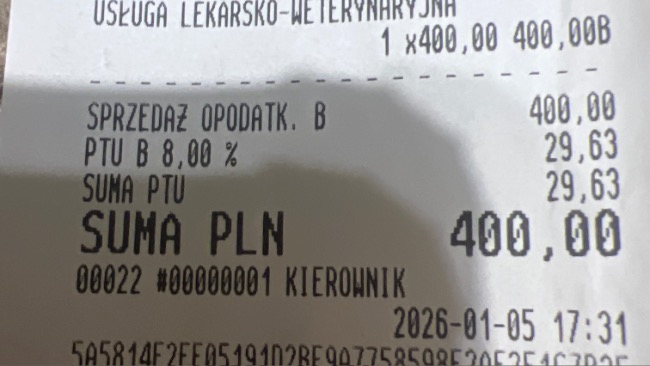 USŁUGA LEKARSKO-WETERYNARYJNA
1 x400,00 400,00B
SPRZEDAŻ OPODATK. B 400,00
PTU B 8,00 % 29,63
SUMA PTU 29,63
SUMA PLN 400,00
00022 #00000001 KIEROWNIK
2026-01-05 17:31